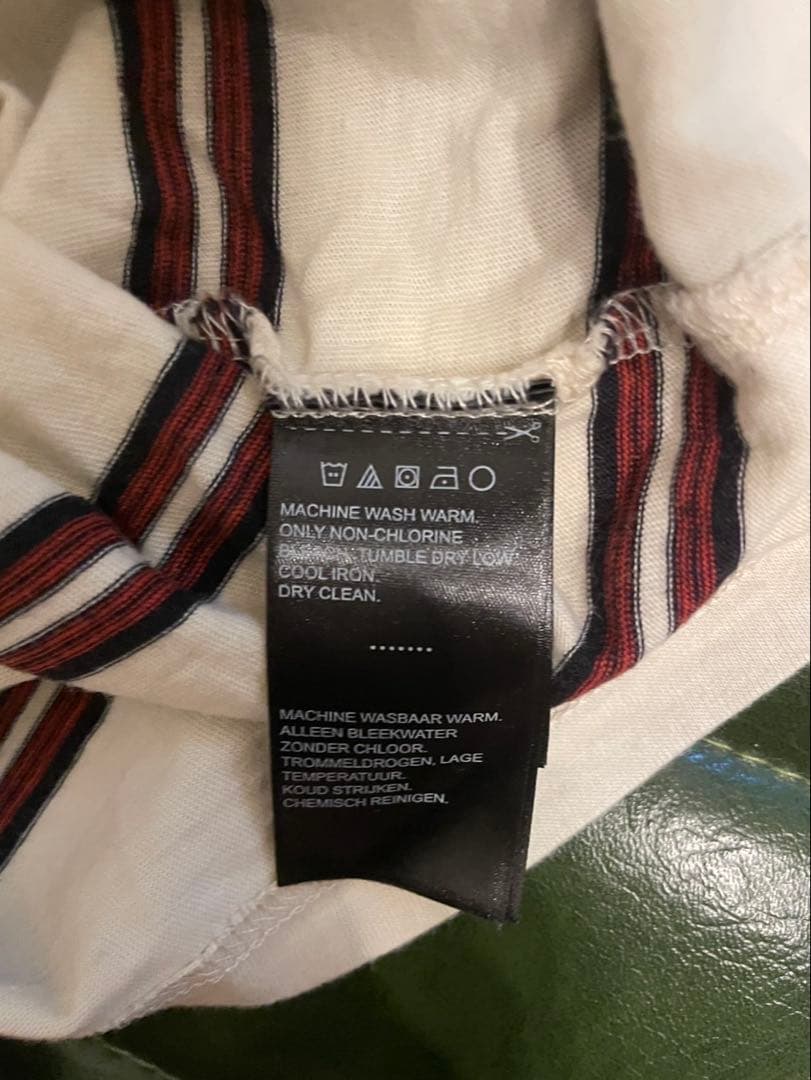 MACHINE WASH WARM.
ONLY NON-CHLORINE
BLEACH. TUMBLE DRY LOW
COOL IRON.
DRY CLEAN.
MACHINE WASBAAR WARM.
ALLEEN BLEEKWATER
ZONDER CHLOOR.
TROMMELDROGEN, LAGE
TEMPERATUUR.
KOUD STRIJKEN.
CHEMISCH REINIGEN.